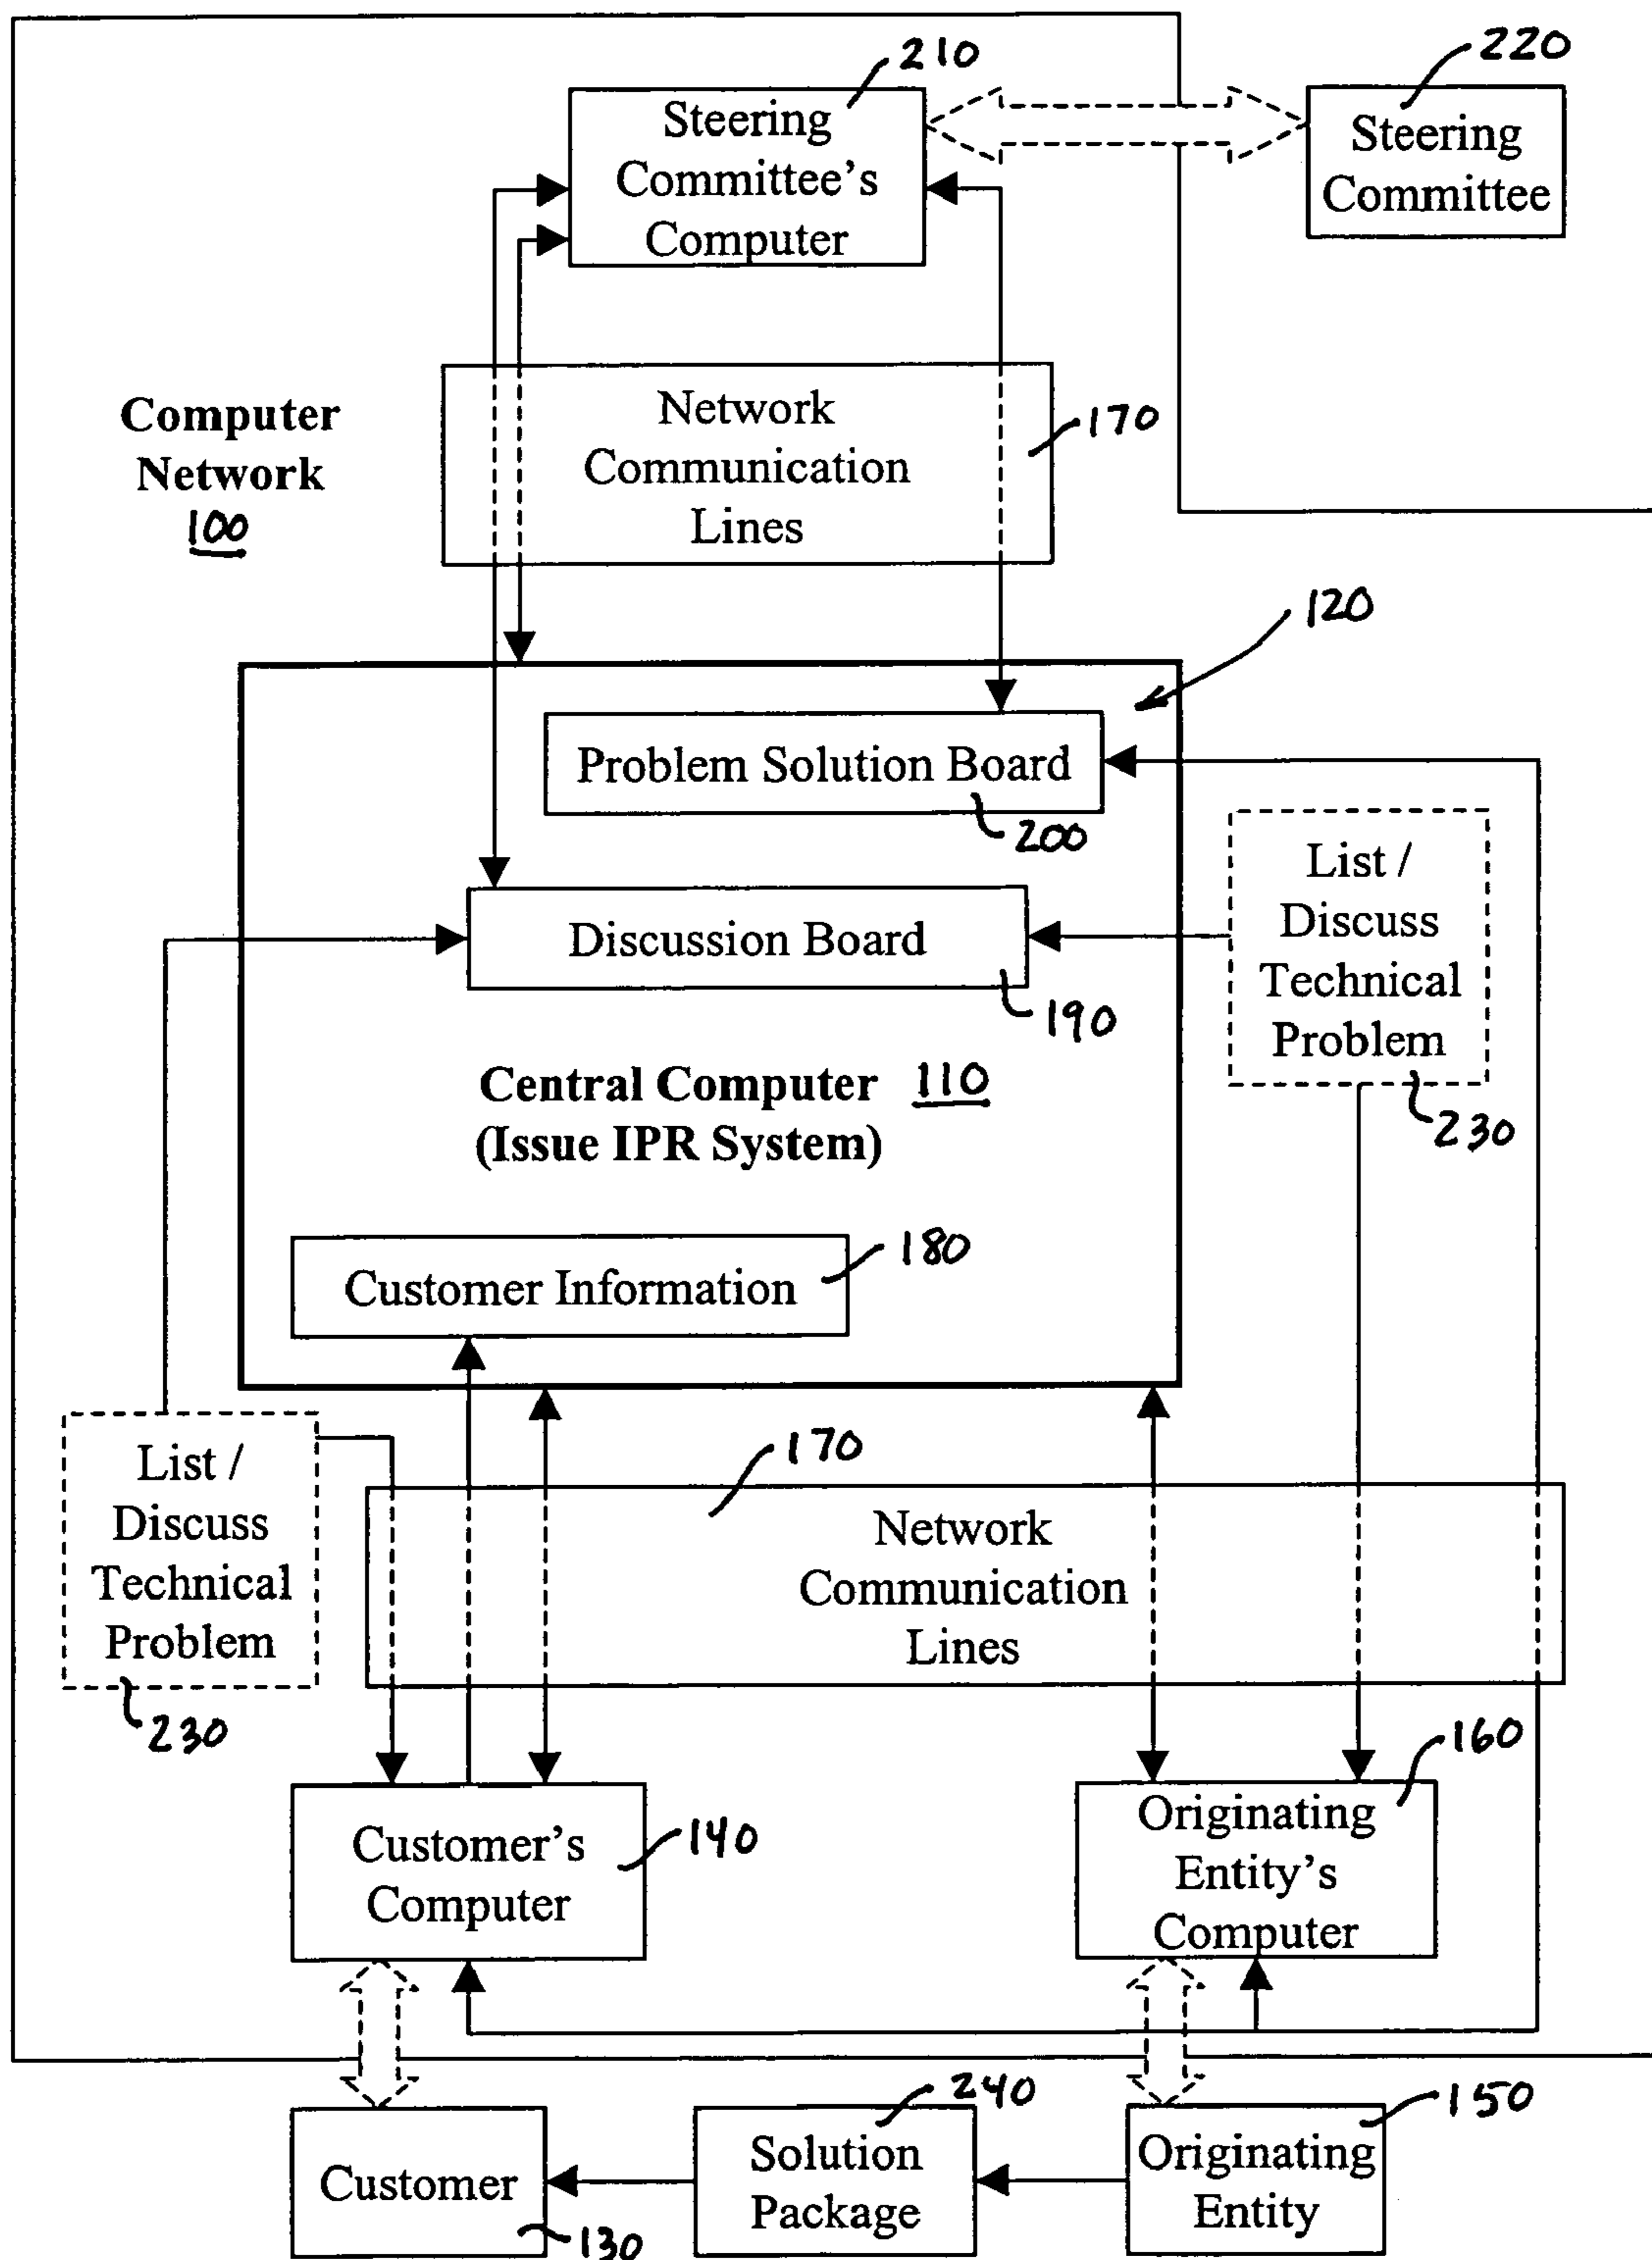 210
220
Steering
Committee's
Computer
Steering
Committee
Computer
Network
100
Network
Communication
Lines
170
120
Problem Solution Board
200
List /
Discuss
Technical
Problem
230
Discussion Board
190
Central Computer 110
(Issue IPR System)
180
Customer Information
List /
Discuss
Technical
Problem
230
170
Network
Communication
Lines
160
Customer's
Computer
140
Originating
Entity's
Computer
240
150
Customer
130
Solution
Package
Originating
Entity